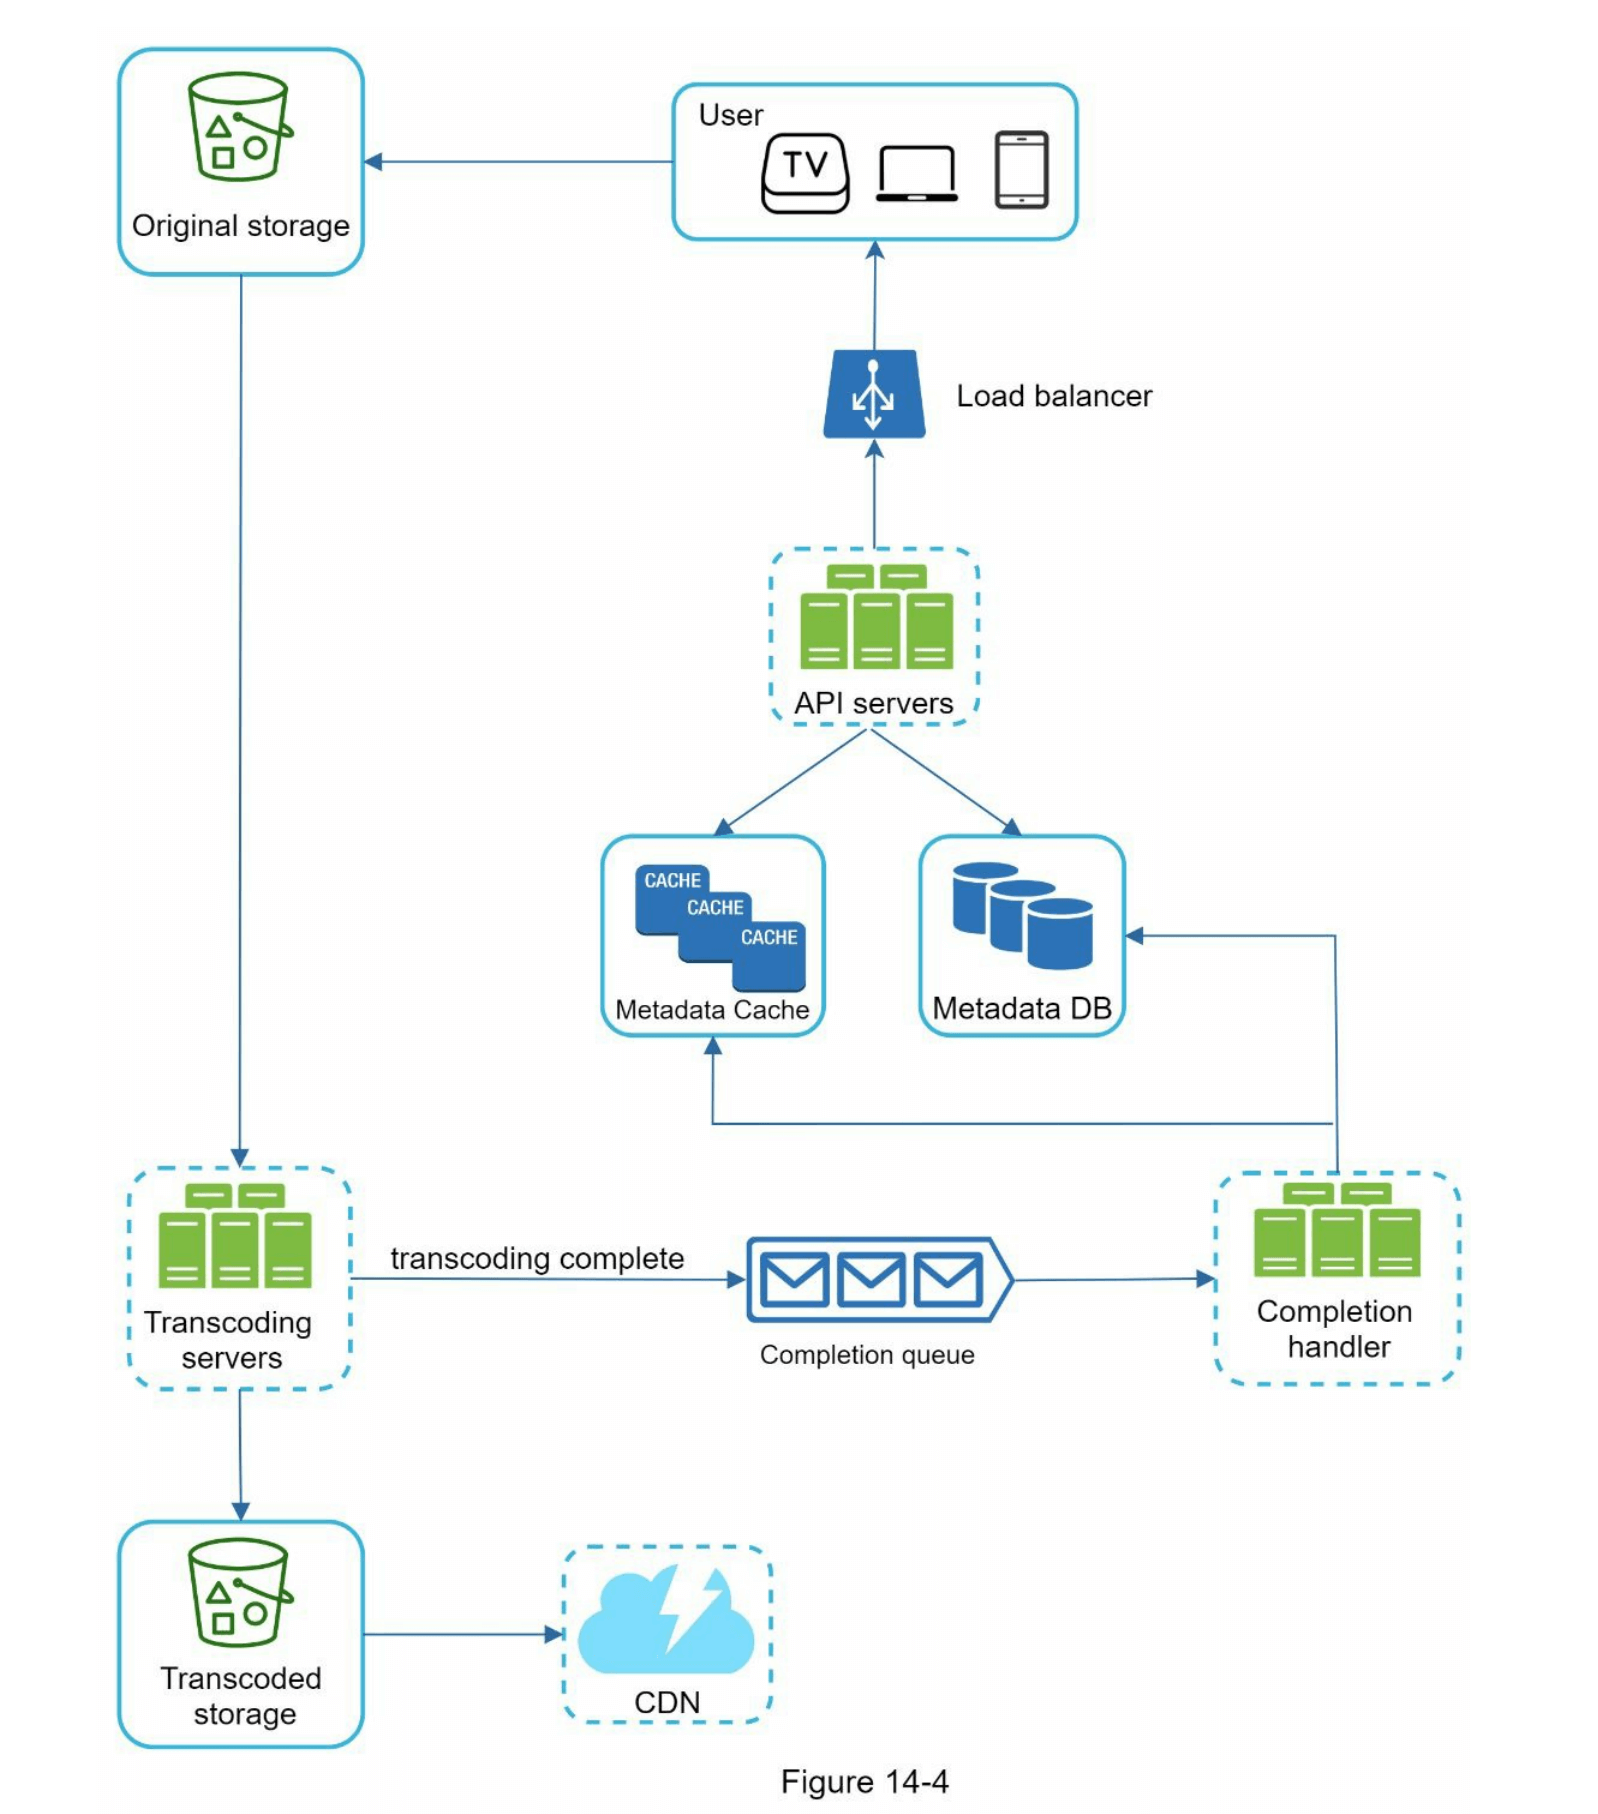 User
TV
Original storage
Load balancer
API servers
CACHE
CACHE
CACHE
Metadata Cache
Metadata DB
transcoding complete
Transcoding
servers
Completion queue
Completion
handler
Transcoded
storage
CDN
Figure 14-4